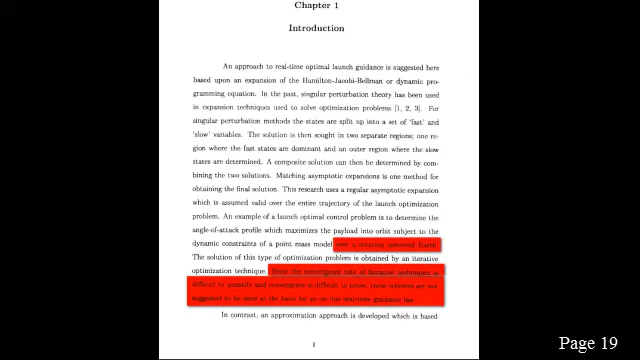 Chapter 1
Introduction
An approach to real-time optimal launch guidance is suggested here
based upon an expansion of the Hamilton-Jacobi-Bellman or dynamic pro-
gramming equation. In the past, singular perturbation theory has been used
in expansion techniques used to solve optimization problems [1, 2, 3]. For
singular perturbation methods the states are split up into a set of 'fast' and
'slow' variables. The solution is then sought in two separate regions; one re-
gion where the fast states are dominant and an outer region where the slow
states are determined. A composite solution can then be determined by com-
bining the two solutions. Matching asymptotic expansions is one method for
obtaining the final solution. This research uses a regular asymptotic expansion
which is assumed valid over the entire trajectory of the launch optimization
problem. An example of a launch optimal control problem is to determine the
angle-of-attack profile which maximizes the payload into orbit subject to the
dynamic constraints of a point mass model over a rotating spherical Earth.
The solution of this type of optimization problem is obtained by an iterative
optimization technique. Since the convergence rate of iterative techniques is
difficult to quantify and convergence is difficult to prove, these schemes are not
suggested to be used as the basis for an on-line real-time guidance law.
In contrast, an approximation approach is developed which is based
1
Page 19